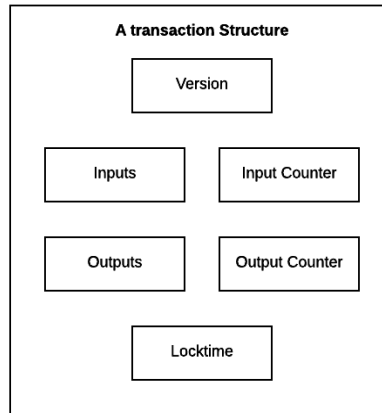 A transaction Structure
Version
Inputs
Input Counter
Outputs
Output Counter
Locktime